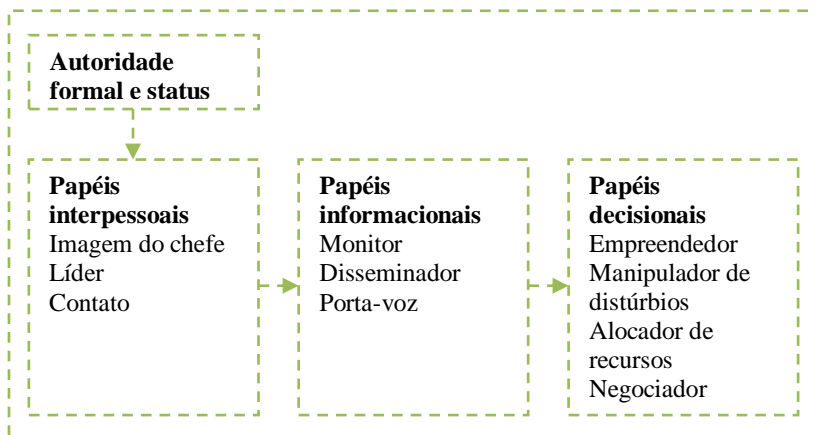 Autoridade
formal e status
Papéis
interpessoais
Imagem do chefe
Líder
Contato
Papéis
informacionais
Monitor
Disseminador
Porta-voz
Papéis
decisionais
Empreendedor
Manipulador de
distúrbios
Alocador de
recursos
Negociador